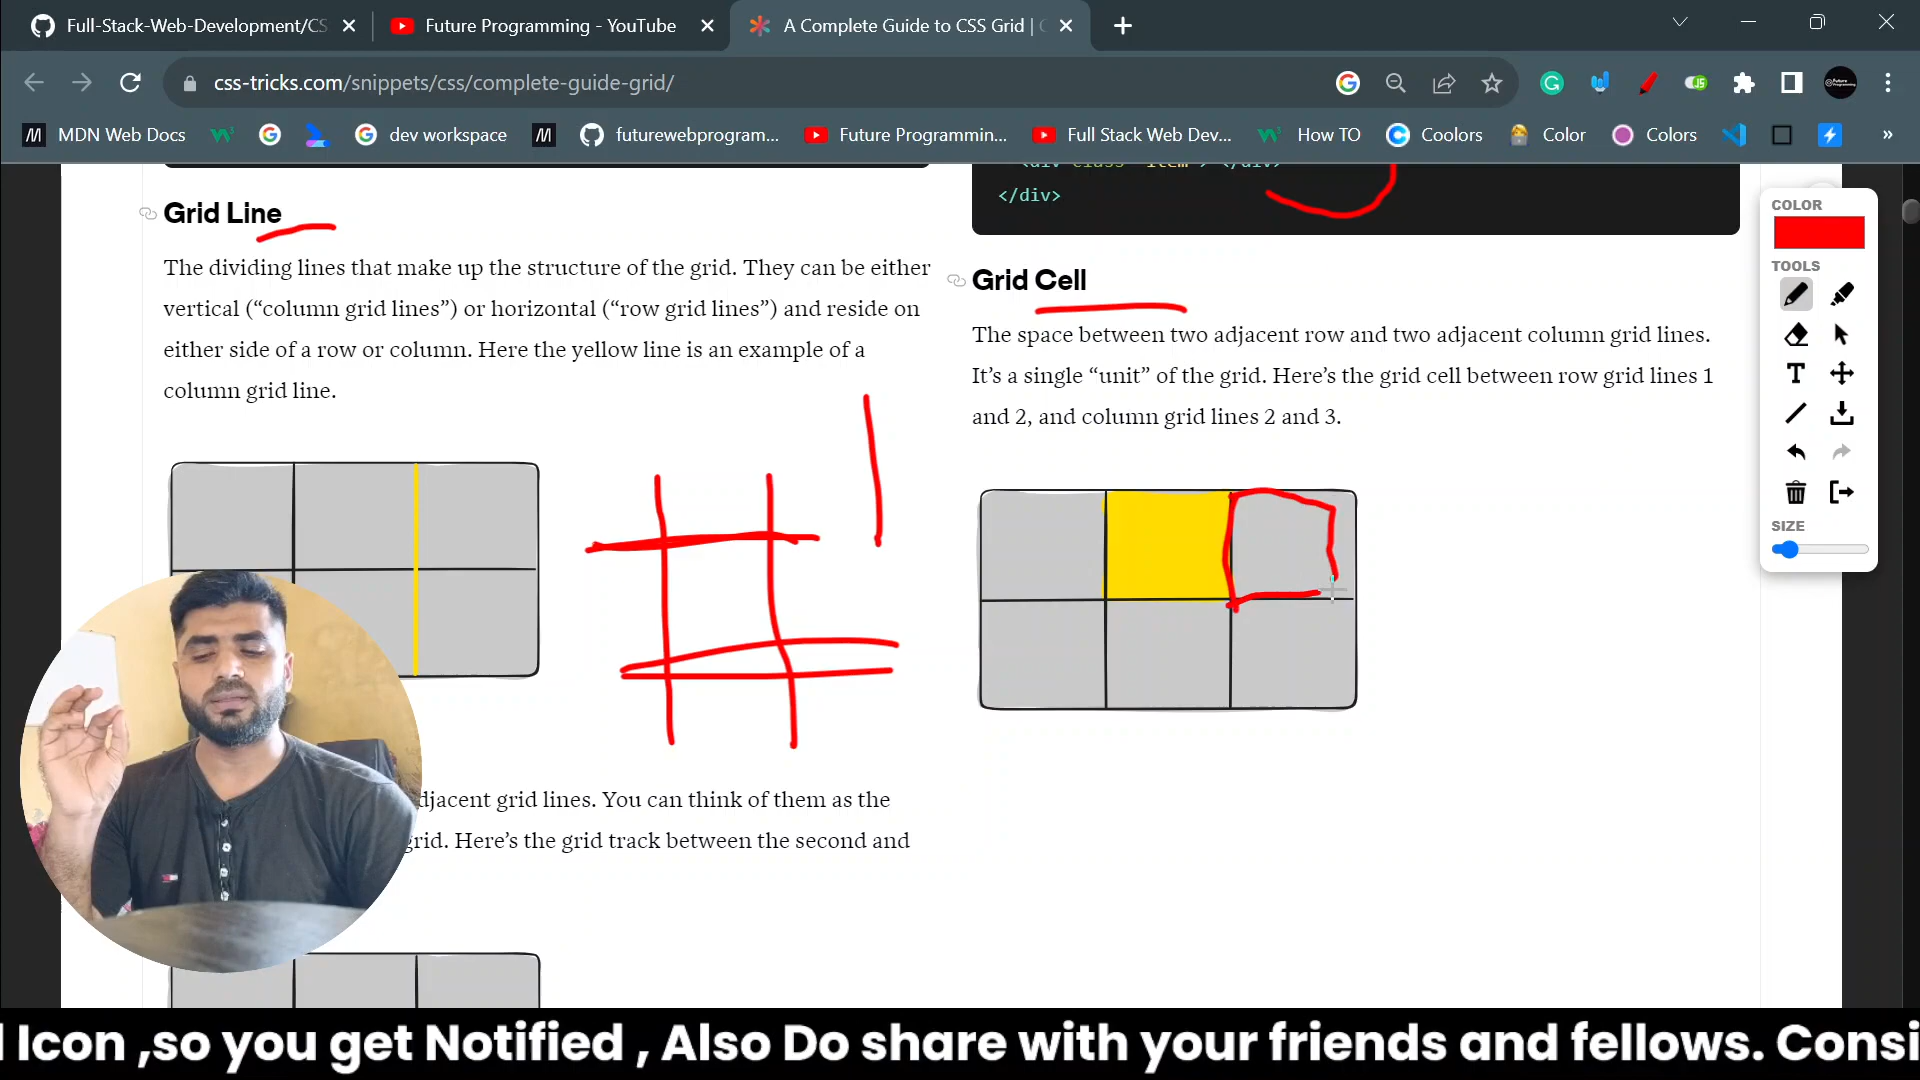 Full-Stack-Web-Development/CS
Future Programming - YouTube
A Complete Guide to CSS Grid |
css-tricks.com/snippets/css/complete-guide-grid/
MDN Web Docs
dev workspace
futurewebprogram...
Future Programmin...
Full Stack Web Dev...
How TO
Coolors
Color
Colors
»
</div>
Grid Line
The dividing lines that make up the structure of the grid. They can be either
vertical (“column grid lines”) or horizontal (“row grid lines”) and reside on
either side of a row or column. Here the yellow line is an example of a
column grid line.
djacent grid lines. You can think of them as the
grid. Here’s the grid track between the second and
Grid Cell
The space between two adjacent row and two adjacent column grid lines.
It’s a single “unit” of the grid. Here’s the grid cell between row grid lines 1
and 2, and column grid lines 2 and 3.
COLOR
TOOLS
SIZE
Icon ,so you get Notified , Also Do share with your friends and fellows. Consi